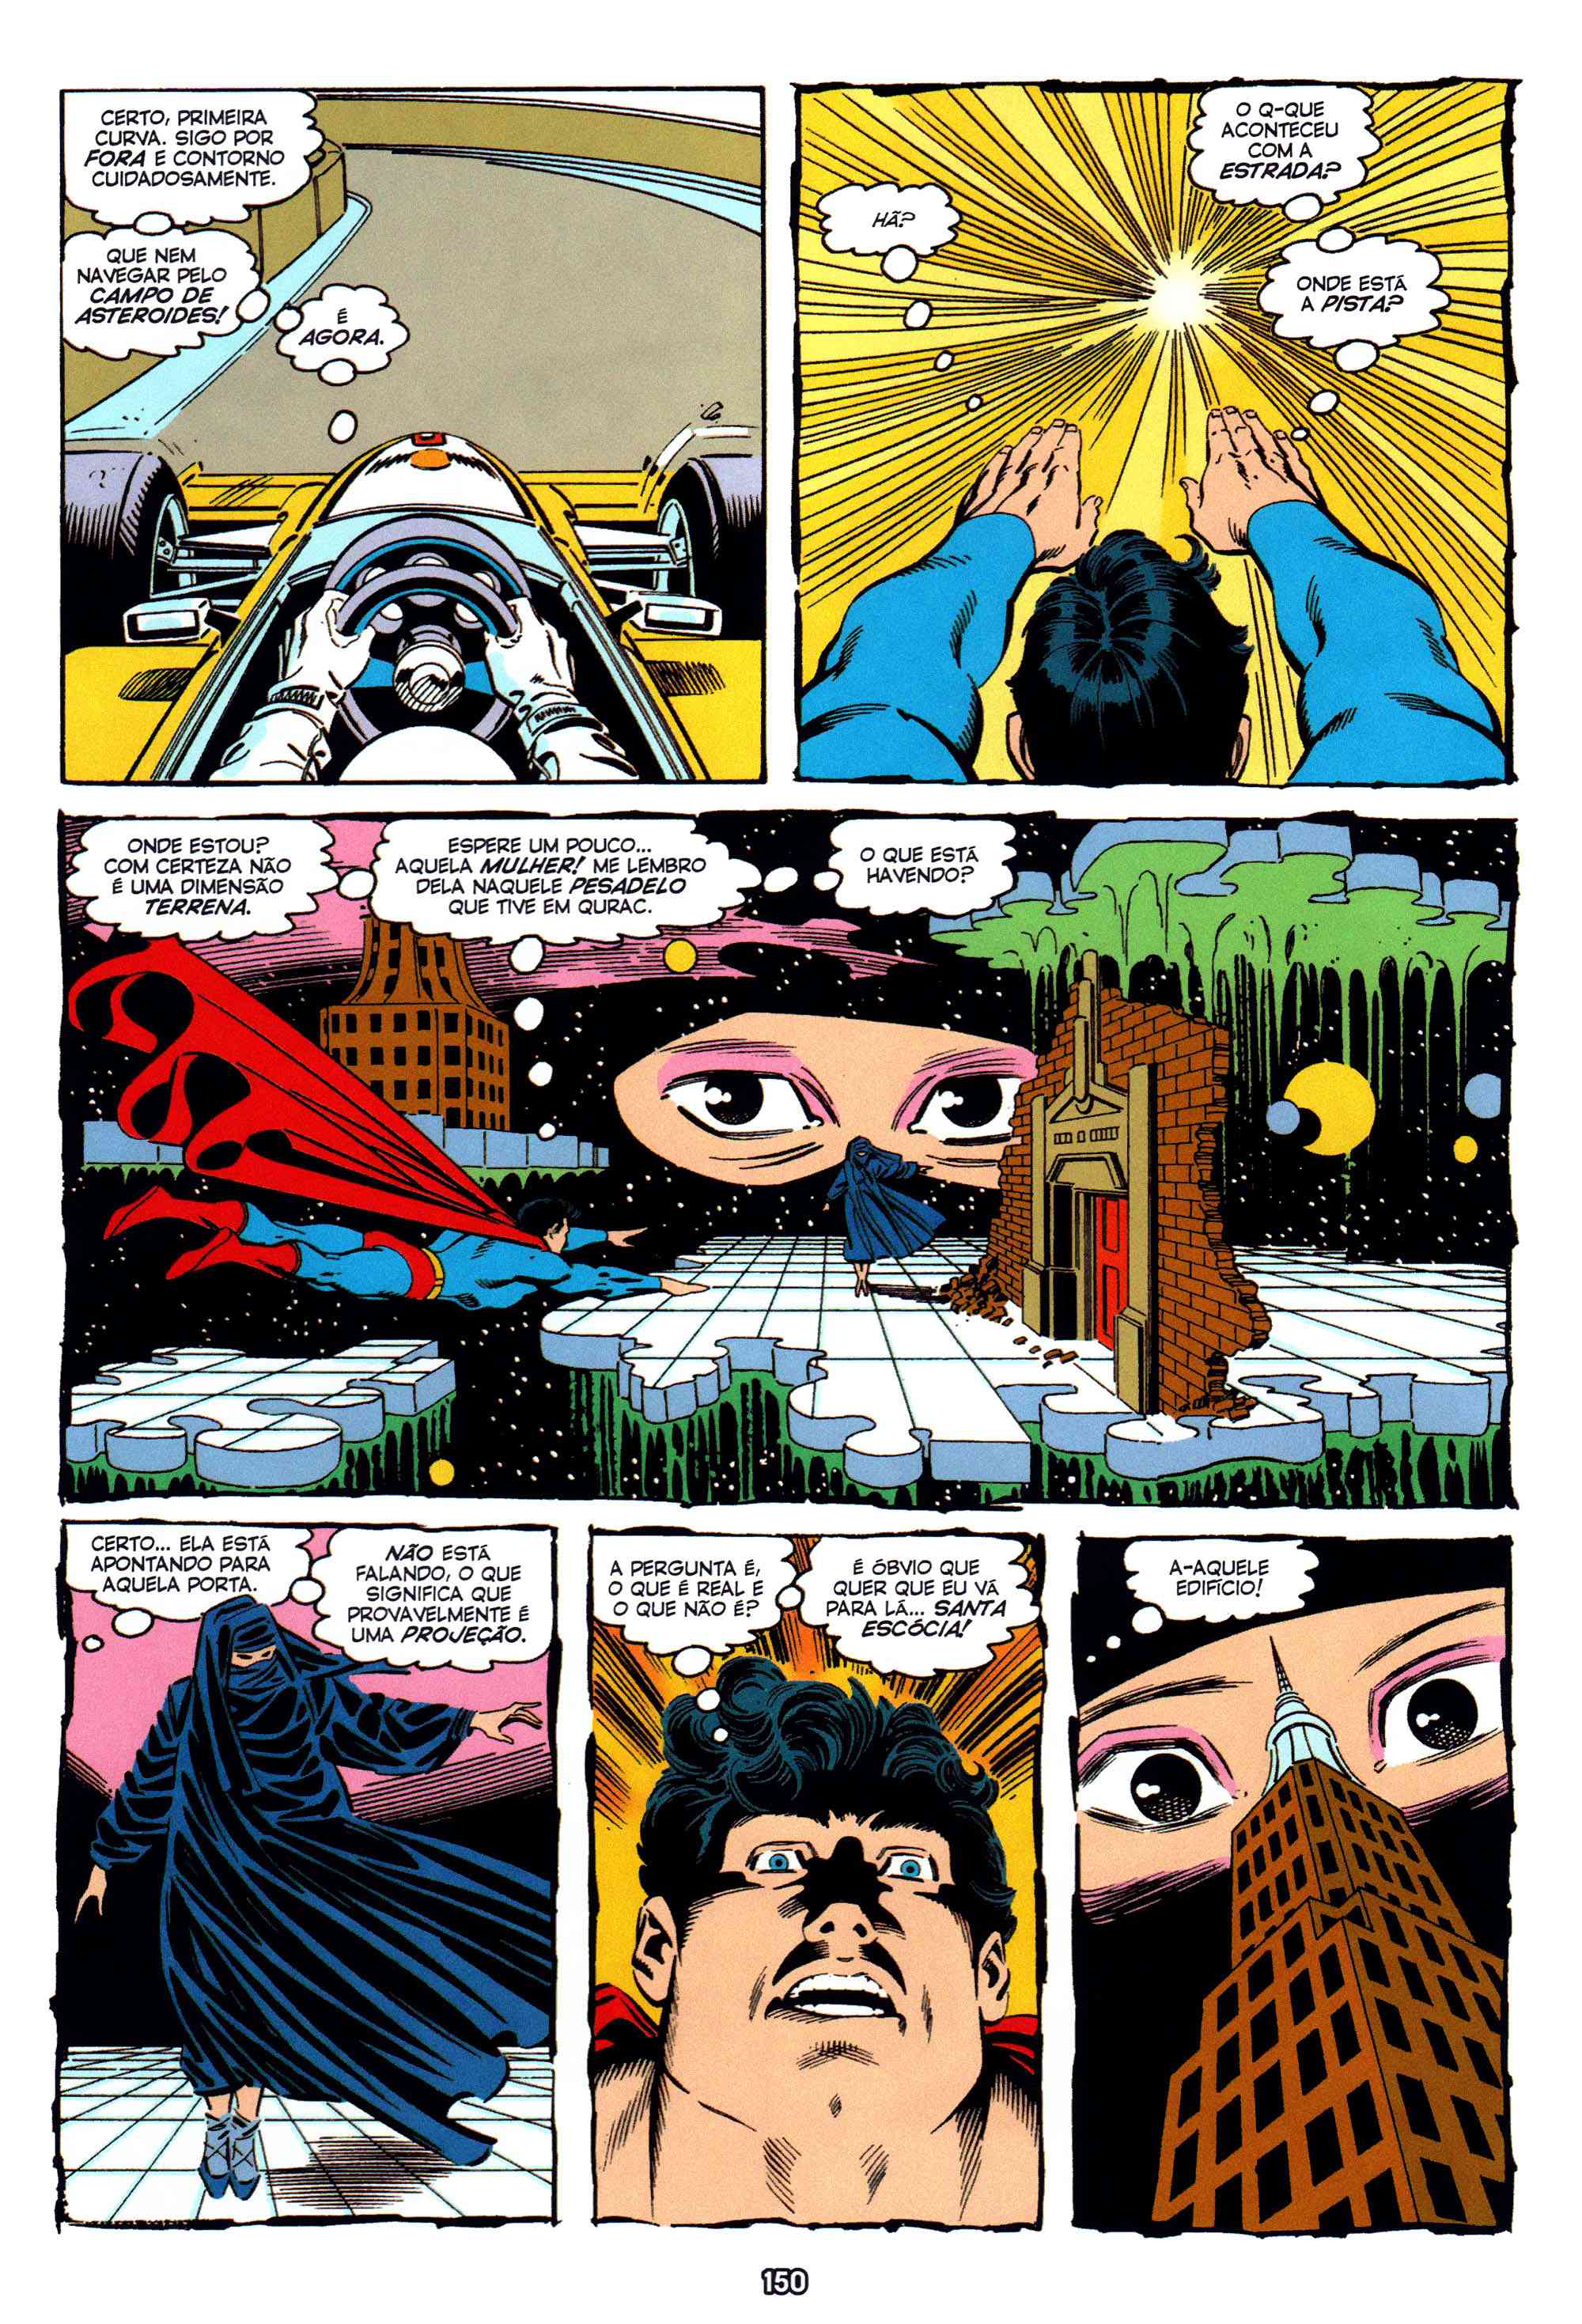 CERTO, PRIMEIRA
CURVA. SIGO POR
FORA E CONTORNO
CUIDADOSAMENTE.
QUE NEM
NAVEGAR PELO
CAMPO DE
ASTEROIDES!
É
AGORA.
HÃ?
O Q-QUE
ACONTECEU
COM A
ESTRADA?
ONDE ESTÁ
A PISTA?
ONDE ESTOU?
COM CERTEZA NÃO
É UMA DIMENSÃO
TERRENA.
ESPERE UM POUCO...
AQUELA MULHER! ME LEMBRO
DELA NAQUELE PESADELO
QUE TIVE EM QURAC.
O QUE ESTÁ
HAVENDO?
CERTO... ELA ESTÁ
APONTANDO PARA
AQUELA PORTA.
NÃO ESTÁ
FALANDO, O QUE
SIGNIFICA QUE
PROVAVELMENTE É
UMA PROJEÇÃO.
A PERGUNTA É,
O QUE É REAL E
O QUE NÃO É?
É ÓBVIO QUE
QUER QUE EU VÁ
PARA LÁ... SANTA
ESCÓCIA!
A-AQUELE
EDIFÍCIO!
150